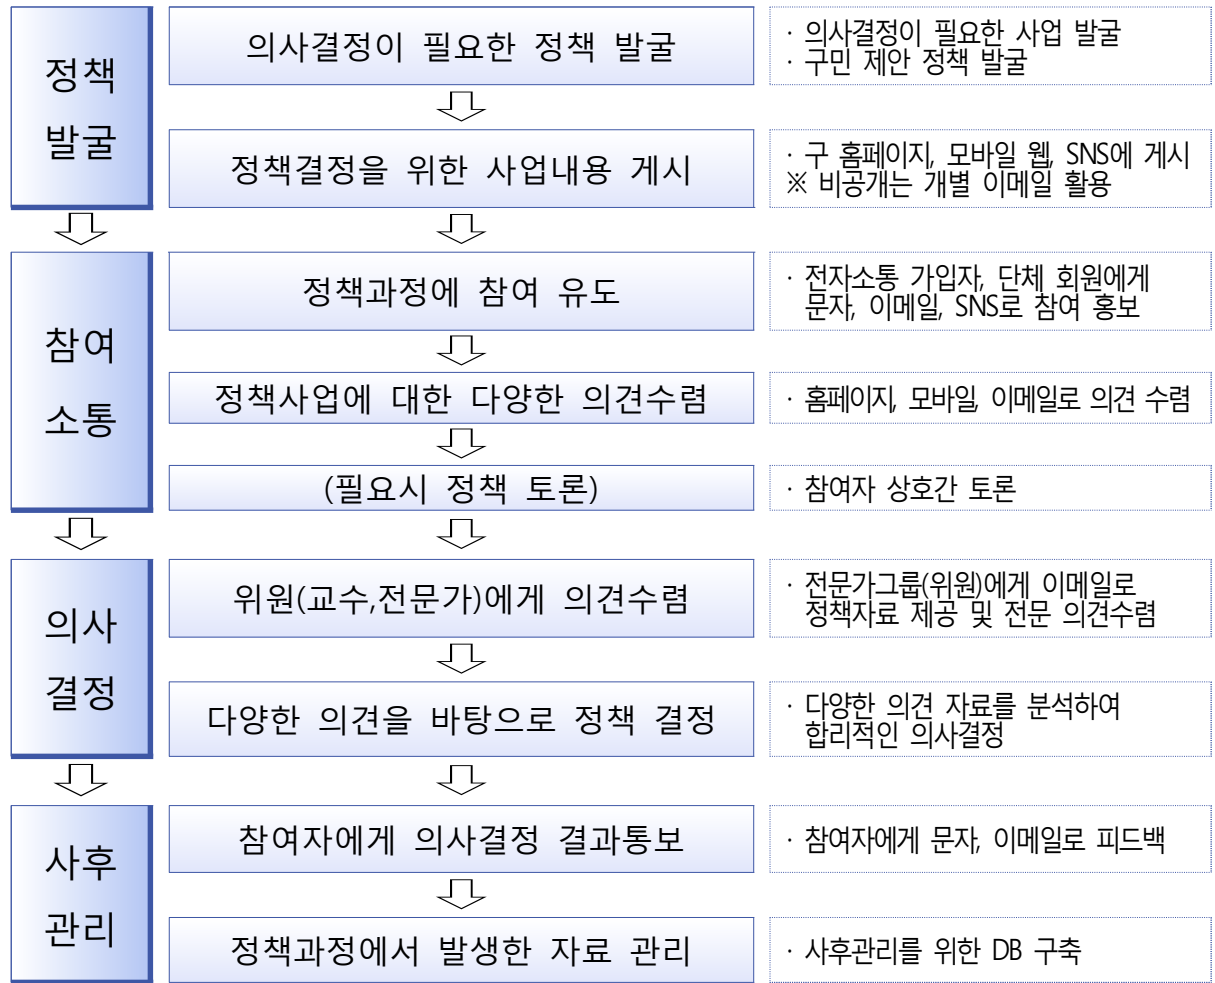 정책
발굴
의사결정이 필요한 정책 발굴
· 의사결정이 필요한 사업 발굴
· 구민 제안 정책 발굴
정책결정을 위한 사업내용 게시
· 구 홈페이지, 모바일 웹, SNS에 게시
※ 비공개는 개별 이메일 활용
참여
소통
정책과정에 참여 유도
· 전자소통 가입자, 단체 회원에게
문자, 이메일, SNS로 참여 홍보
정책사업에 대한 다양한 의견수렴
· 홈페이지, 모바일, 이메일로 의견 수렴
(필요시 정책 토론)
· 참여자 상호간 토론
의사
결정
위원(교수,전문가)에게 의견수렴
· 전문가그룹(위원)에게 이메일로
정책자료 제공 및 전문 의견수렴
다양한 의견을 바탕으로 정책 결정
· 다양한 의견 자료를 분석하여
합리적인 의사결정
사후
관리
참여자에게 의사결정 결과통보
· 참여자에게 문자, 이메일로 피드백
정책과정에서 발생한 자료 관리
· 사후관리를 위한 DB 구축